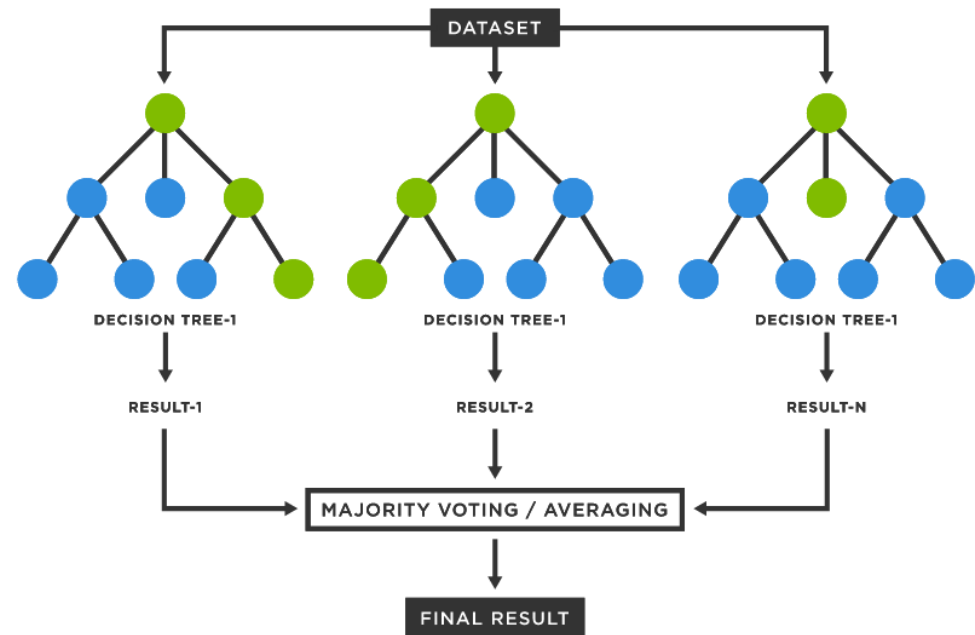 DATASET
DECISION TREE-1
DECISION TREE-1
DECISION TREE-1
RESULT-1
RESULT-2
RESULT-N
MAJORITY VOTING / AVERAGING
FINAL RESULT